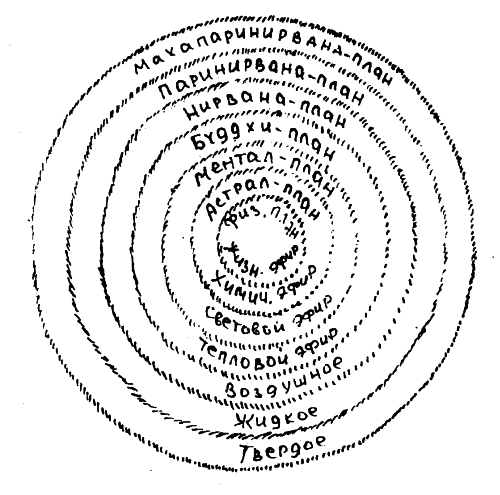 Махапаринирвана-план
Паринирвана-план
Нирвана-план
Буддхи-план
Ментал-план
Астрал-план
Физ. план
Жизн. эфир
Химич. эфир
Световой эфир
Тепловой эфир
Воздушное
Жидкое
Твердое